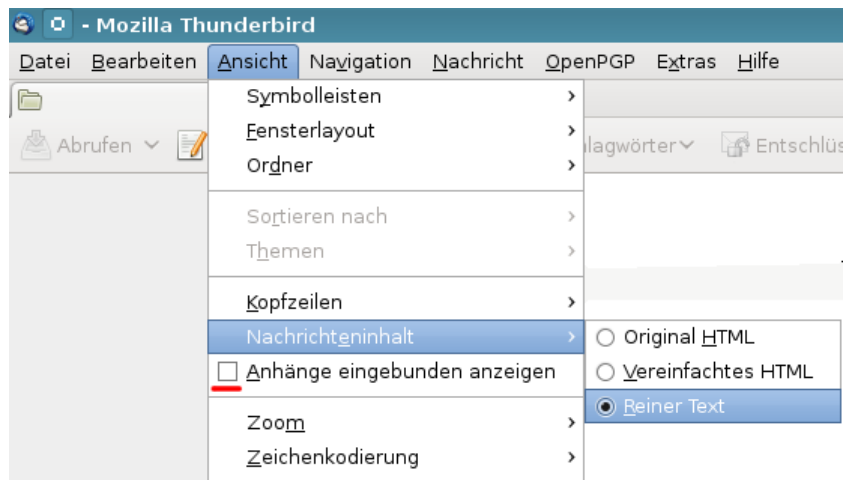 - Mozilla Thunderbird
Datei Bearbeiten Ansicht Navigation Nachricht OpenPGP Extras Hilfe
Symbolleisten
Abrufen
Fensterlayout
lagwörter
Entschlüs
Ordner
Sortieren nach
Themen
Kopfzeilen
Nachrichteninhalt
Original HTML
Anhänge eingebunden anzeigen
Vereinfachtes HTML
Reiner Text
Zoom
Zeichenkodierung